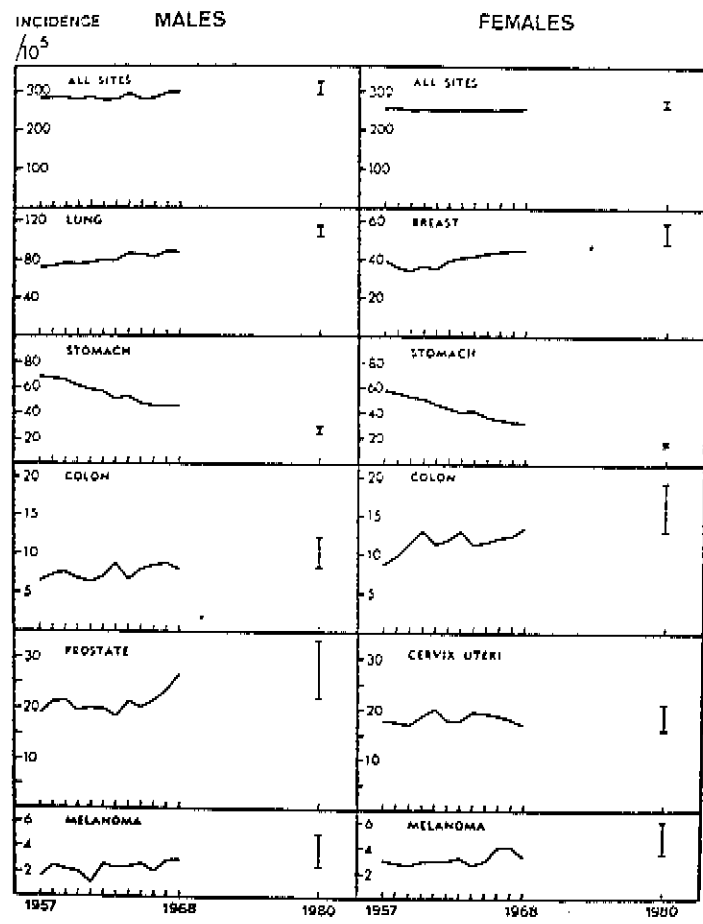 INCIDENCE MALES FEMALES
/10⁵
ALL SITES
300
200
100
ALL SITES
300
200
100
LUNG
120
80
40
BREAST
60
40
20
STOMACH
80
60
40
20
STOMACH
80
60
40
20
COLON
20
15
10
5
COLON
20
15
10
5
PROSTATE
30
20
10
CERVIX UTERI
30
20
10
MELANOMA
6
4
2
MELANOMA
6
4
2
1957 1968 1980 1957 1968 1980